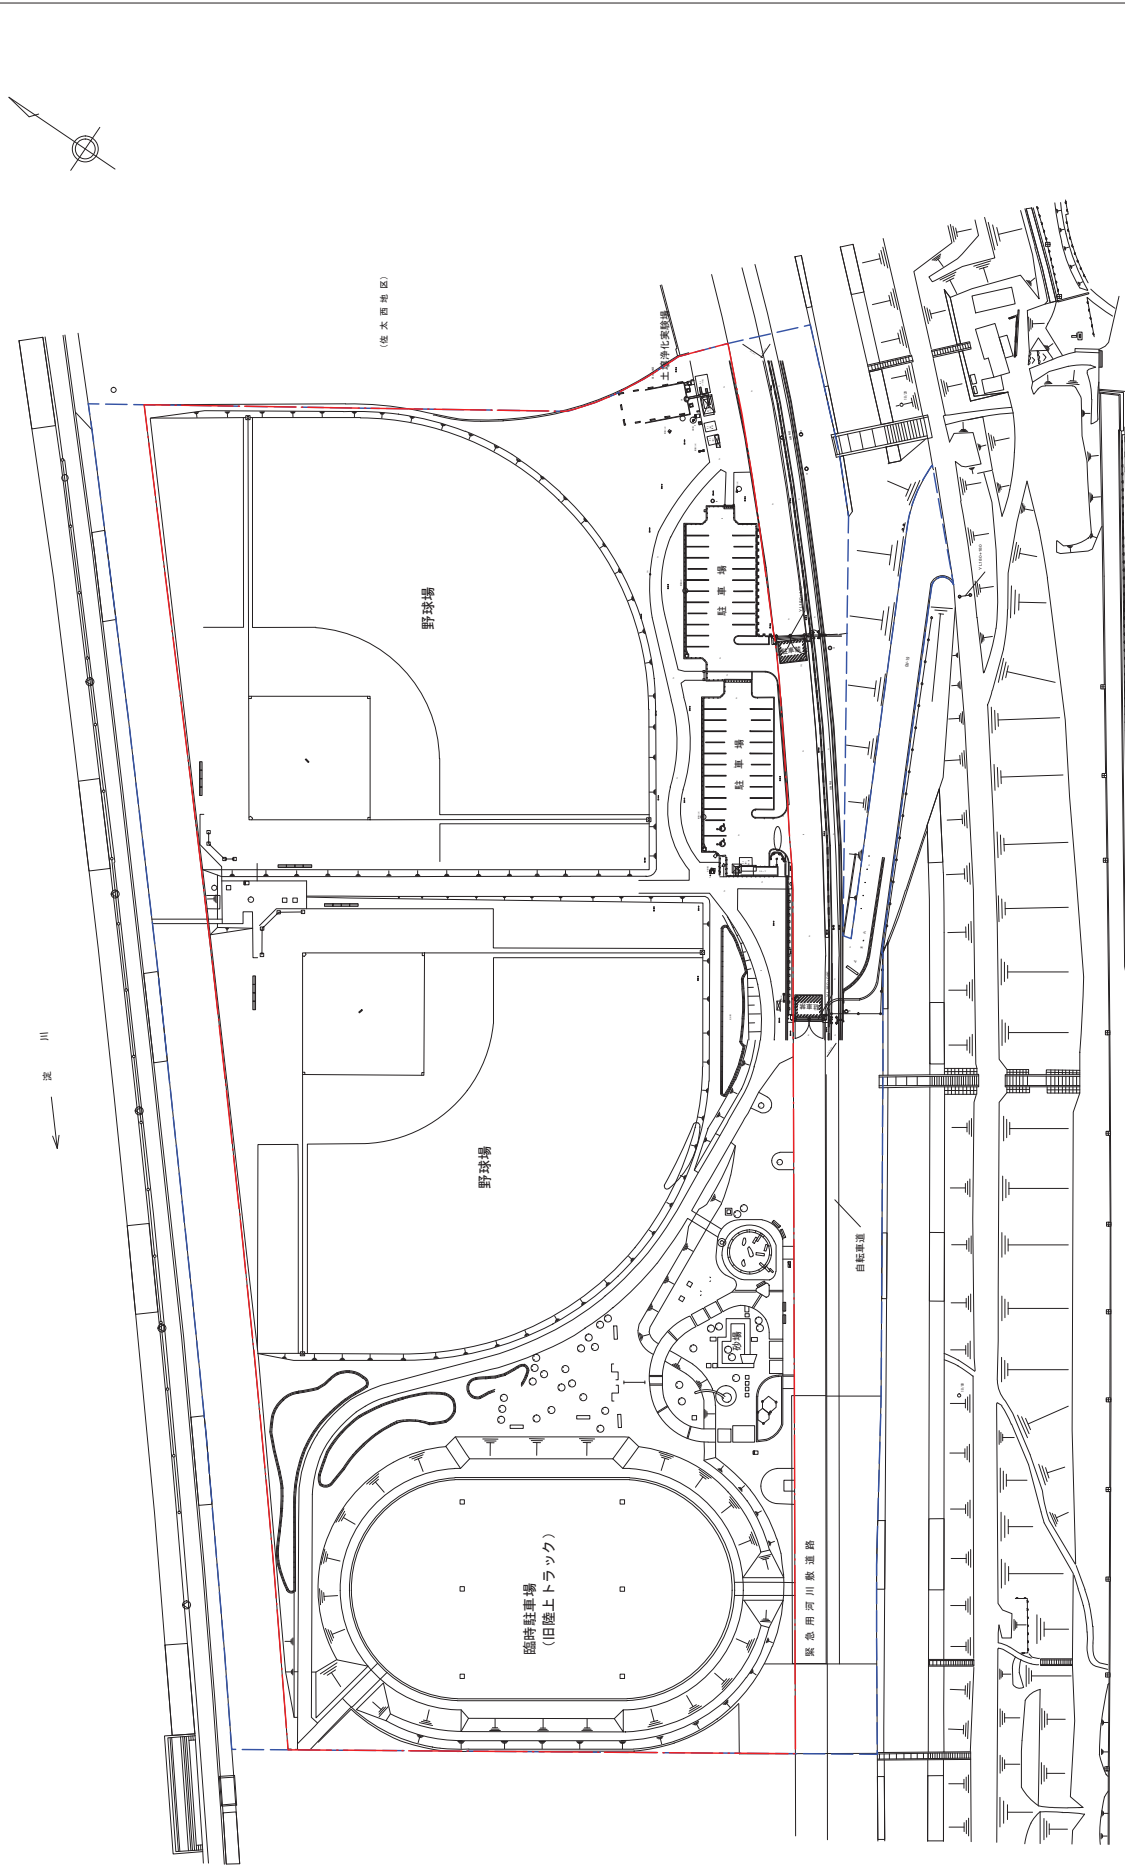 (佐太西地区)
土壌浄化実験場
野球場
駐車場
駐車場
淀川
野球場
自転車道
砂場
臨時駐車場
(旧陸上トラック)
緊急用河川敷道路